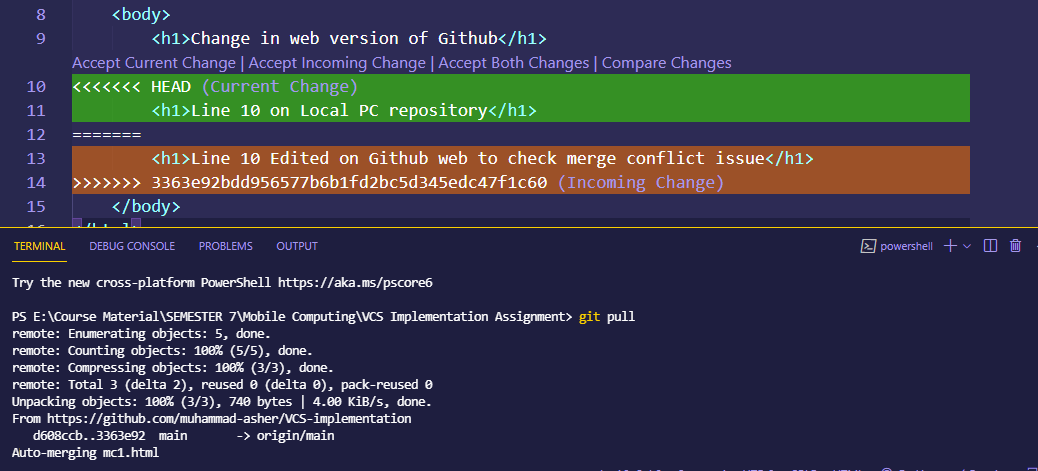 8 <body>
9 <h1>Change in web version of Github</h1>
Accept Current Change | Accept Incoming Change | Accept Both Changes | Compare Changes
10 <<<<<<< HEAD (Current Change)
11 <h1>Line 10 on Local PC repository</h1>
12 =======
13 <h1>Line 10 Edited on Github web to check merge conflict issue</h1>
14 >>>>>>> 3363e92bdd956577b6b1fd2bc5d345edc47f1c60 (Incoming Change)
15 </body>
TERMINAL DEBUG CONSOLE PROBLEMS OUTPUT powershell
Try the new cross-platform PowerShell https://aka.ms/pscore6
PS E:\Course Material\SEMESTER 7\Mobile Computing\VCS Implementation Assignment> git pull
remote: Enumerating objects: 5, done.
remote: Counting objects: 100% (5/5), done.
remote: Compressing objects: 100% (3/3), done.
remote: Total 3 (delta 2), reused 0 (delta 0), pack-reused 0
Unpacking objects: 100% (3/3), 740 bytes | 4.00 KiB/s, done.
From https://github.com/muhammad-asher/VCS-implementation
d608ccb..3363e92 main -> origin/main
Auto-merging mc1.html